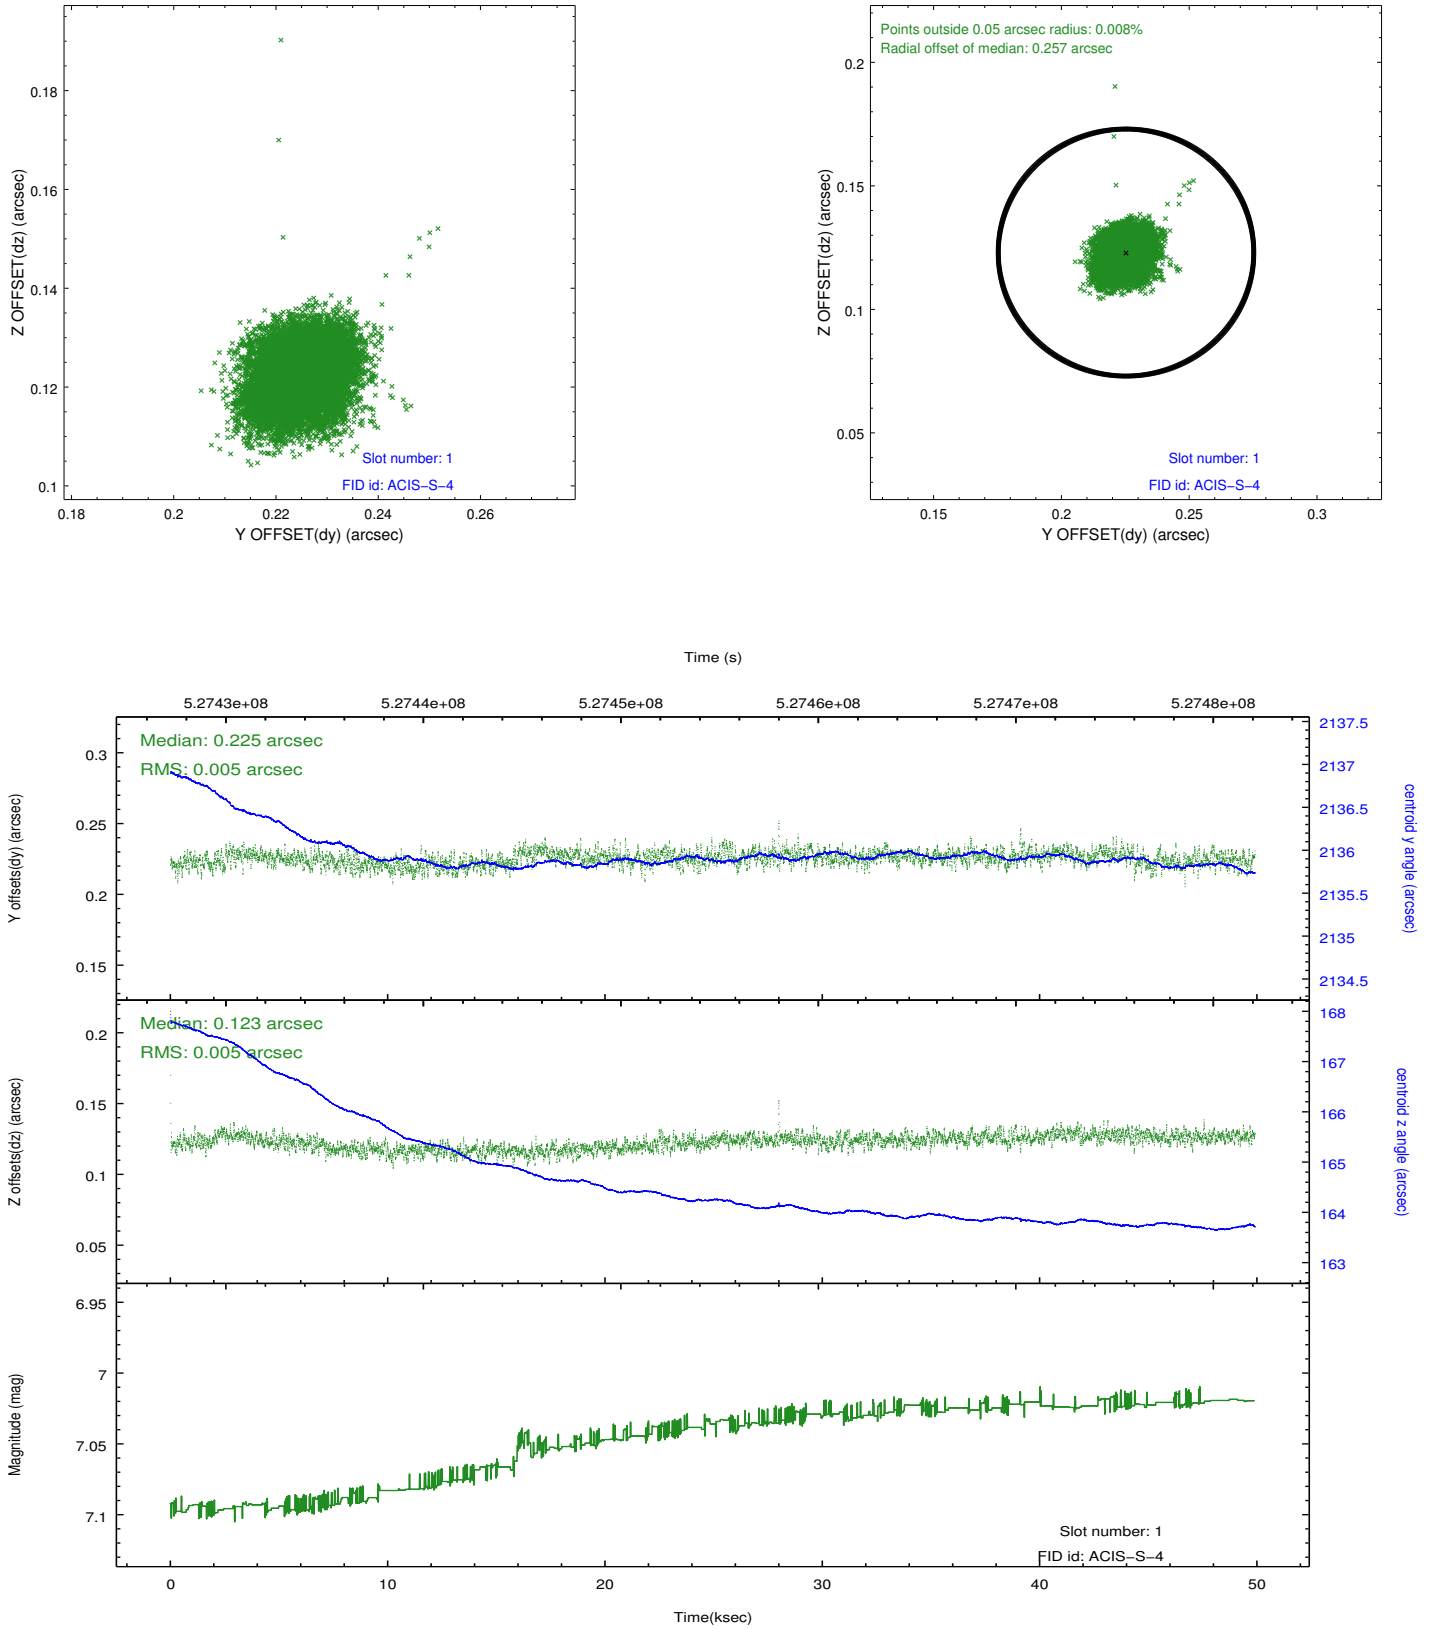 0.18
0.16
0.14
0.12
0.1
Z OFFSET(dz) (arcsec)
Slot number: 1
FID id: ACIS−S−4
0.18 0.2 0.22 0.24 0.26
Y OFFSET(dy) (arcsec)
Points outside 0.05 arcsec radius: 0.008%
Radial offset of median: 0.257 arcsec
0.2
0.15
0.1
0.05
Z OFFSET(dz) (arcsec)
Slot number: 1
FID id: ACIS−S−4
0.15 0.2 0.25 0.3
Y OFFSET(dy) (arcsec)
Time (s)
5.2743e+08 5.2744e+08 5.2745e+08 5.2746e+08 5.2747e+08 5.2748e+08
Median: 0.225 arcsec
RMS: 0.005 arcsec
0.3
0.25
0.2
0.15
Y offsets(dy) (arcsec)
2137.5
2137
2136.5
2136
2135.5
2135
2134.5
centroid y angle (arcsec)
Median: 0.123 arcsec
RMS: 0.005 arcsec
0.2
0.15
0.1
0.05
Z offsets(dz) (arcsec)
168
167
166
165
164
163
centroid z angle (arcsec)
6.95
7
7.05
7.1
Magnitude (mag)
Slot number: 1
FID id: ACIS−S−4
0 10 20 30 40 50
Time(ksec)